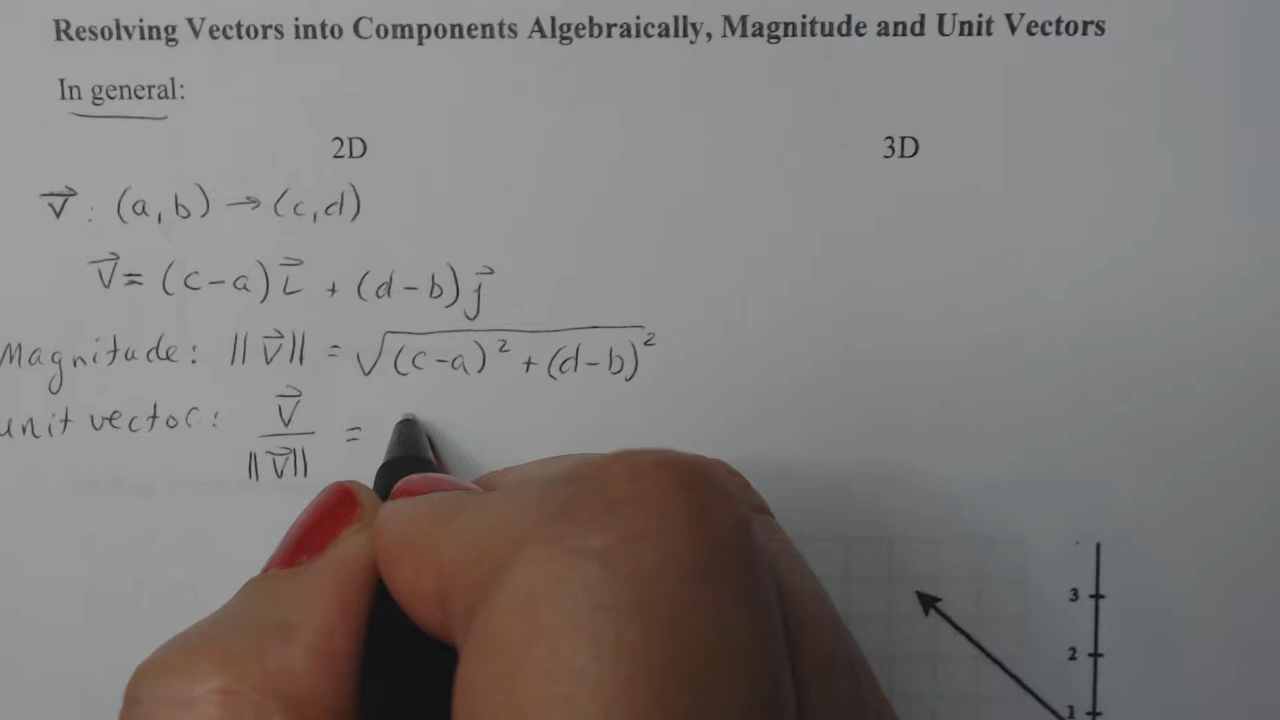 Resolving Vectors into Components Algebraically, Magnitude and Unit Vectors
In general:
2D 3D
v⃗ : (a,b) → (c,d)
v⃗ = (c-a) i⃗ + (d-b) j⃗
Magnitude: ||v⃗|| = √((c-a)² + (d-b)²)
unit vector: v⃗ / ||v⃗|| =
3
2
1